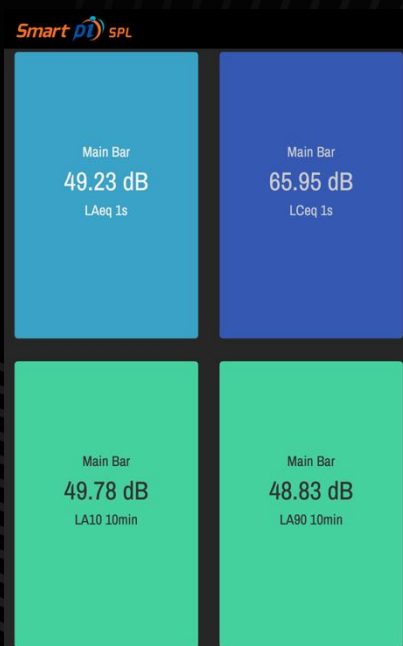 Smart p1 SPL
Main Bar
49.23 dB
LAeq 1s
Main Bar
65.95 dB
LCeq 1s
Main Bar
49.78 dB
LA10 10min
Main Bar
48.83 dB
LA90 10min